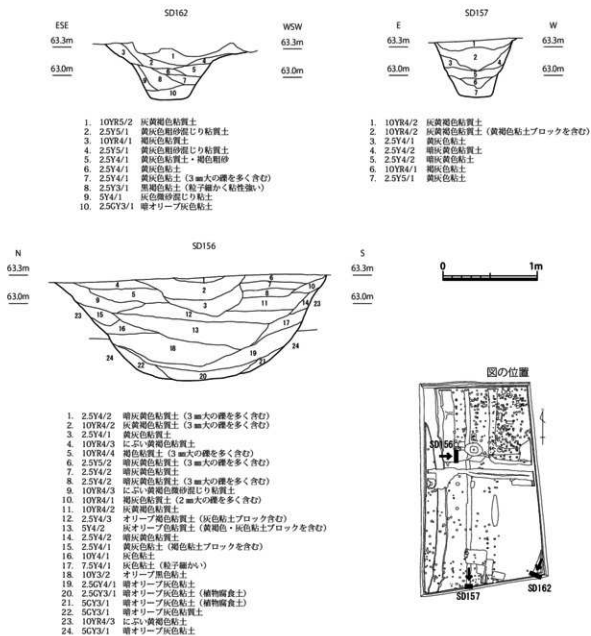 SD162
ESE
WSW
63.3m
63.3m
63.0m
63.0m
1. 10YR5/2 灰黄褐色粘質土
2. 2.5Y5/1 黄灰色粗砂混じり粘質土
3. 10YR4/1 褐灰色粘質土
4. 2.5Y5/1 黄灰色粗砂混じり粘質土
5. 2.5Y4/1 黄灰色粘質土・褐色粗砂
6. 2.5Y4/1 黄灰色粘土
7. 2.5Y4/1 黄灰色粘土（3㎜大の礫を多く含む）
8. 2.5Y3/1 黒褐色粘土（粒子細かく粘性強い）
9. 5Y4/1 灰色微砂混じり粘土
10. 2.5GY3/1 暗オリーブ灰色粘土
SD157
E
W
63.3m
63.3m
63.0m
63.0m
1. 10YR4/2 灰黄褐色粘質土
2. 10YR4/2 灰黄褐色粘質土（黄褐色粘土ブロックを含む）
3. 2.5Y4/1 黄灰色粘土
4. 2.5Y4/2 暗灰黄色粘質土
5. 2.5Y4/2 暗灰黄色粘土
6. 10YR4/1 褐灰色粘土
7. 2.5Y5/1 黄灰色粘土
SD156
N
S
63.3m
63.3m
63.0m
63.0m
0 1m
1. 2.5Y4/2 暗灰黄色粘質土（3㎜大の礫を多く含む）
2. 10YR4/2 灰黄褐色粘質土（3㎜大の礫を多く含む）
3. 2.5Y4/1 黄灰色粘質土
4. 10YR4/3 にぶい黄褐色粘質土
5. 10YR4/4 褐色粘質土（3㎜大の礫を多く含む）
6. 2.5Y5/2 暗灰黄色粘質土（3㎜大の礫を多く含む）
7. 2.5Y4/2 暗灰黄色粘質土
8. 2.5Y4/2 暗灰黄色粘質土（3㎜大の礫を多く含む）
9. 10YR4/3 にぶい黄褐色微砂混じり粘質土
10. 10YR4/1 褐灰色粘質土（2㎜大の礫を多く含む）
11. 10YR4/2 灰黄褐色粘質土
12. 2.5Y4/3 オリーブ褐色粘質土（灰色粘土ブロック含む）
13. 5Y4/2 灰オリーブ色粘質土（黄褐色・灰色粘土ブロックを含む）
14. 2.5Y4/2 暗灰黄色粘質土
15. 2.5Y4/1 黄灰色粘土（褐色粘土ブロックを含む）
16. 10Y4/1 灰色粘土
17. 7.5Y4/1 灰色粘土（粒子細かい）
18. 10Y3/2 オリーブ黒色粘土
19. 2.5GY4/1 暗オリーブ灰色粘土
20. 2.5GY3/1 暗オリーブ灰色粘土（植物腐食土）
21. 5GY3/1 暗オリーブ灰色粘土（植物腐食土）
22. 5GY3/1 暗オリーブ灰色粘質土
23. 10YR4/3 にぶい黄褐色粘土
24. 5GY3/1 暗オリーブ灰色粘土
図の位置
SD156
SD157
SD162